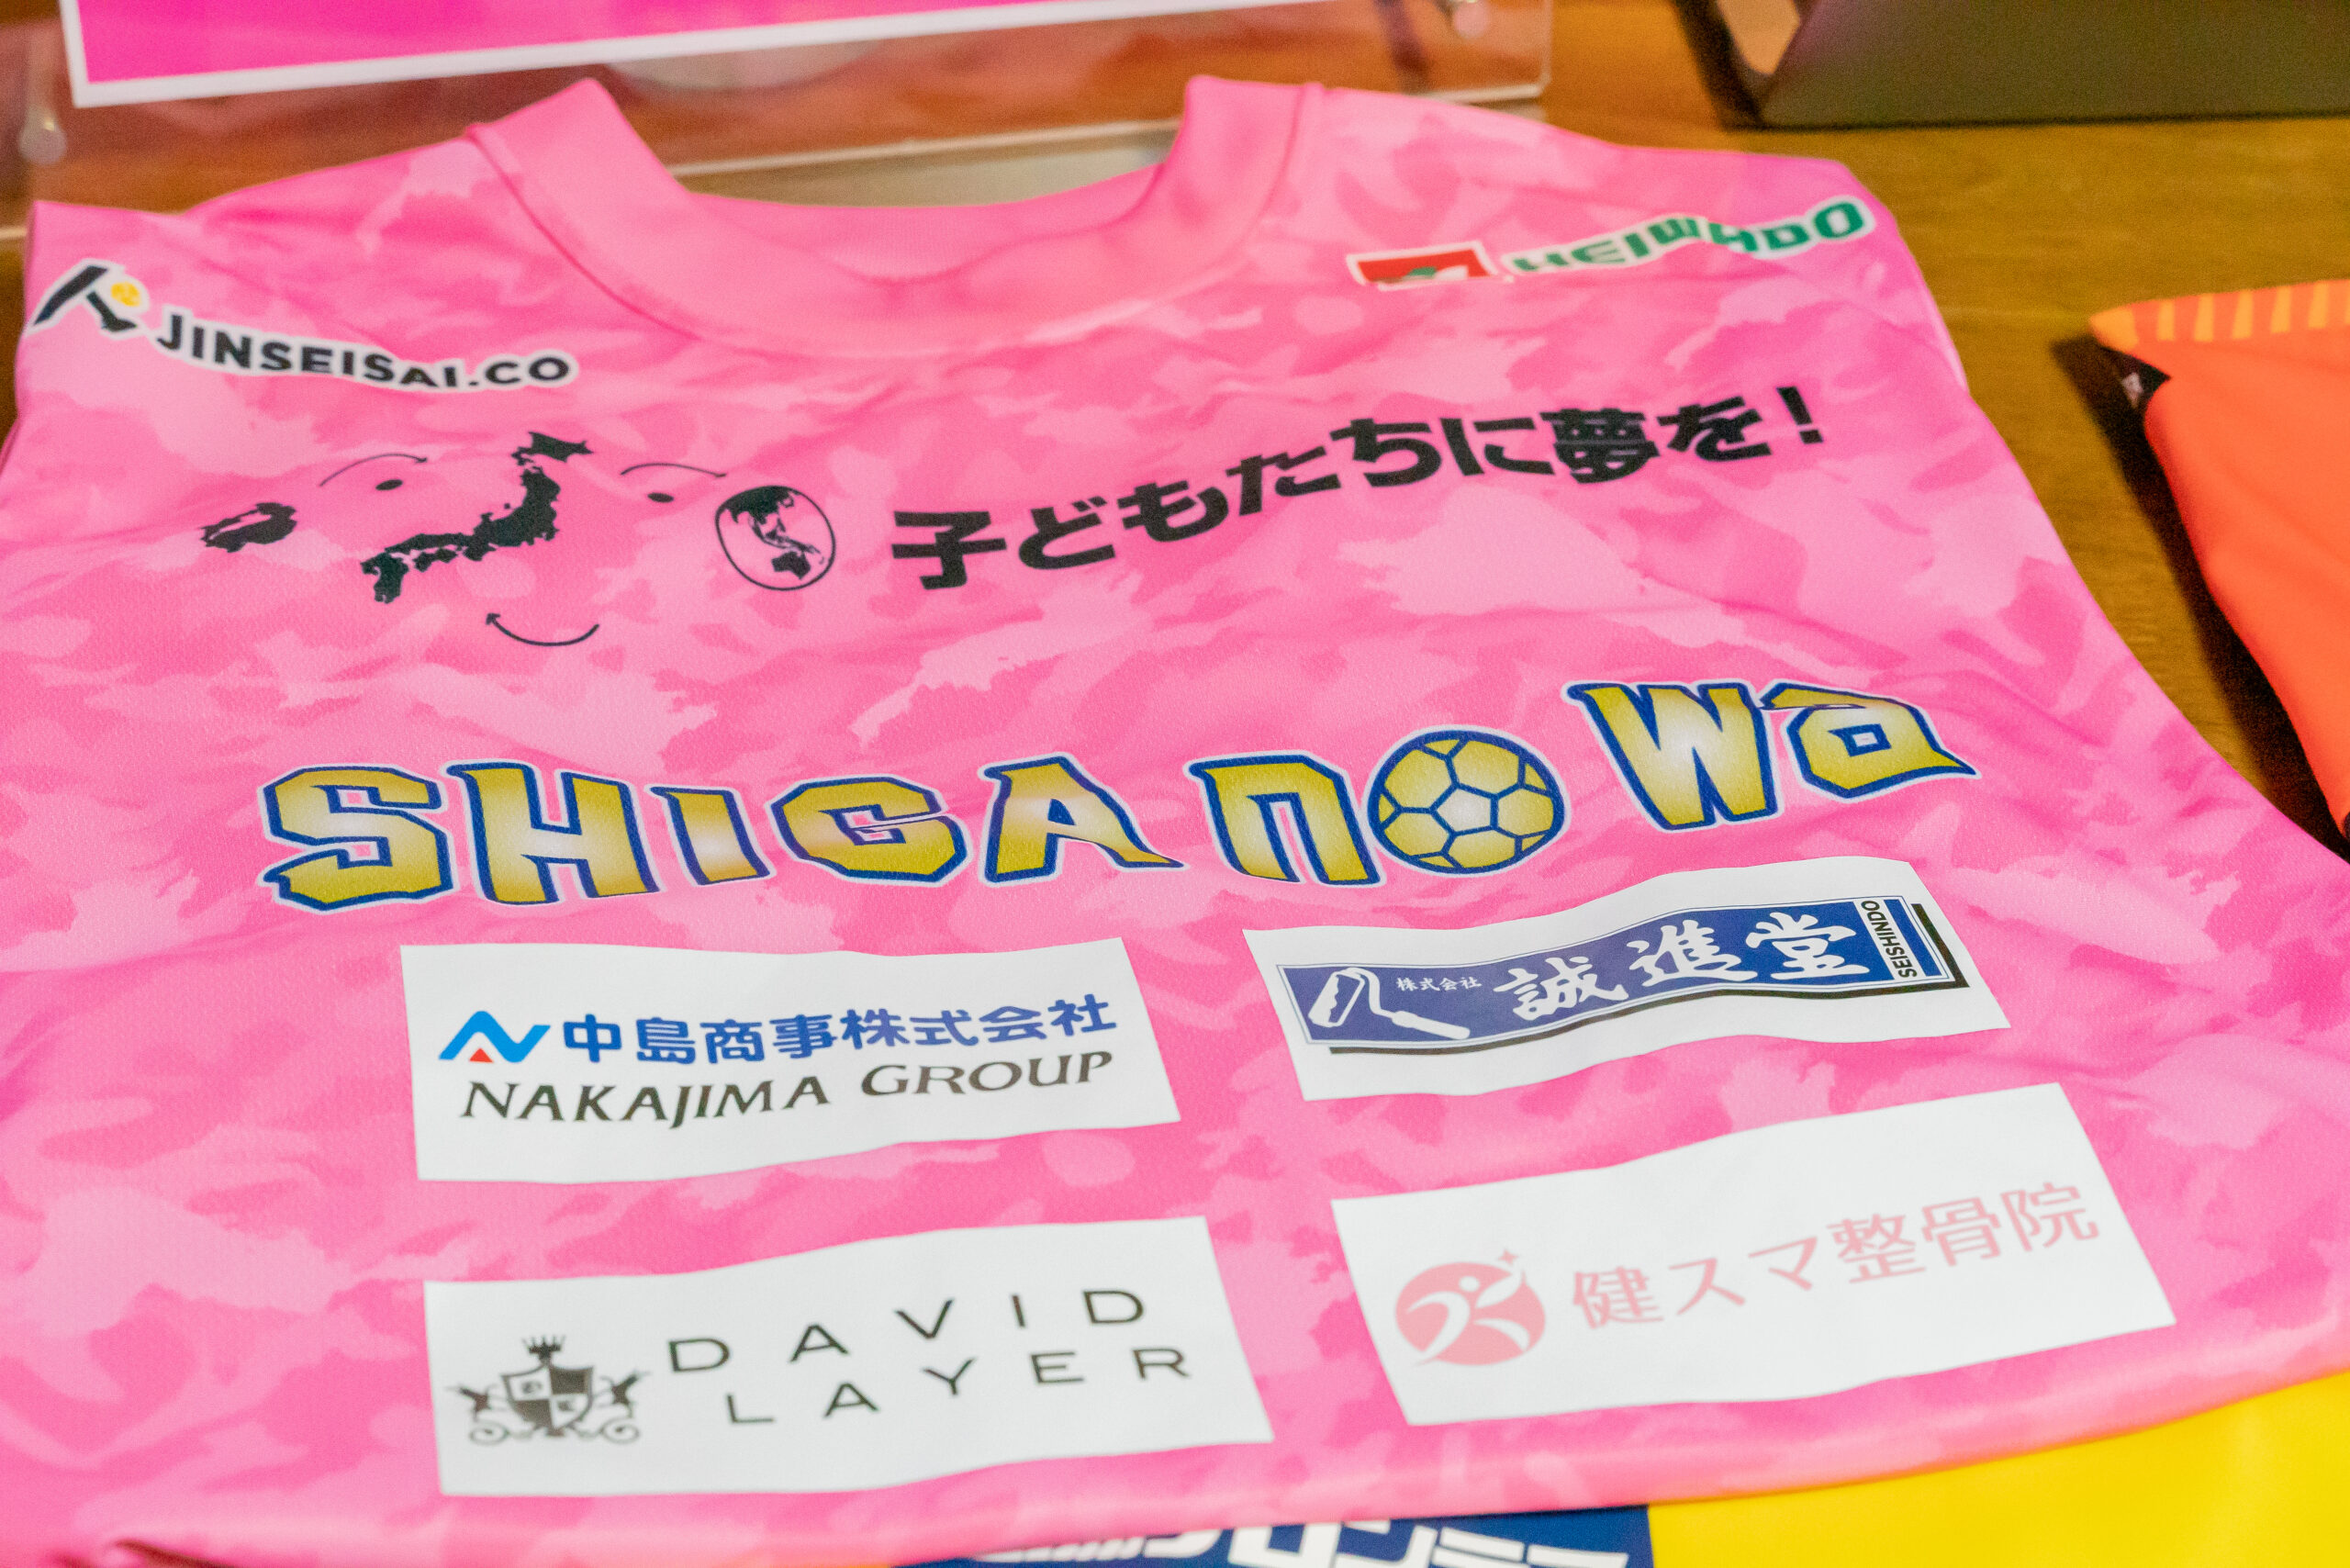 JINSEISAI.CO
HEIWADO
子どもたちに夢を!
SHIGA NO WA
中島商事株式会社
NAKAJIMA GROUP
株式会社 誠進堂 SEISHINDO
DAVID
LAYER
健スマ整骨院